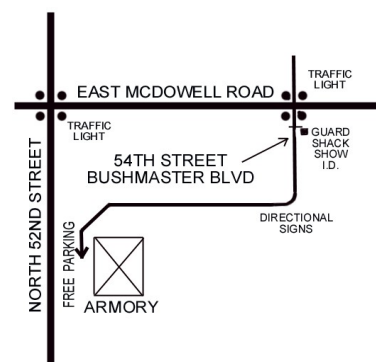 TRAFFIC
LIGHT
EAST MCDOWELL ROAD
TRAFFIC
LIGHT
GUARD
SHACK
SHOW
I.D.
54TH STREET
BUSHMASTER BLVD
NORTH 52ND STREET
DIRECTIONAL
SIGNS
FREE PARKING
ARMORY